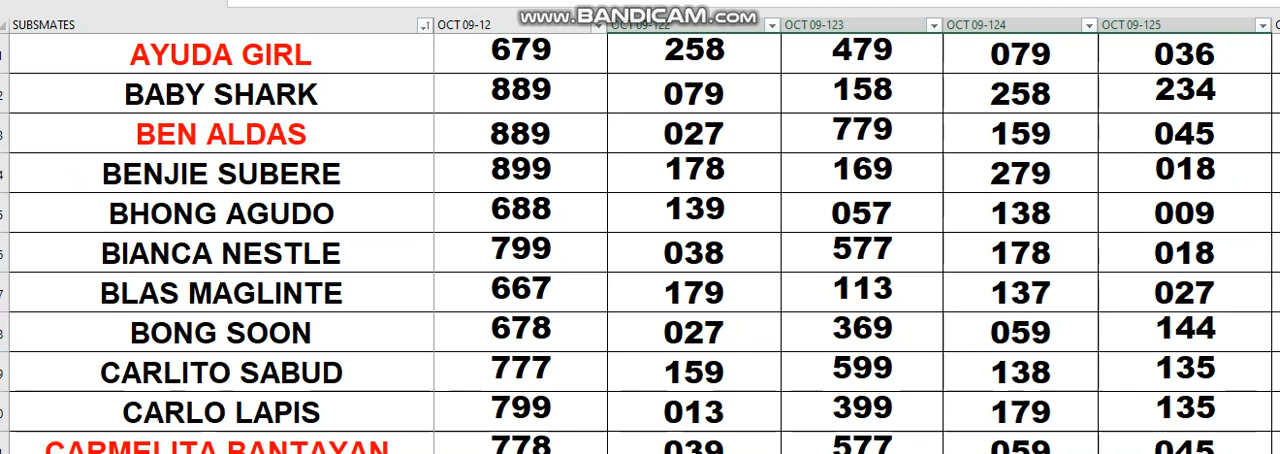 www.BANDICAM.com
SUBSMATES OCT 09-12 OCT 09-122 OCT 09-123 OCT 09-124 OCT 09-125
AYUDA GIRL 679 258 479 079 036
BABY SHARK 889 079 158 258 234
BEN ALDAS 889 027 779 159 045
BENJIE SUBERE 899 178 169 279 018
BHONG AGUDO 688 139 057 138 009
BIANCA NESTLE 799 038 577 178 018
BLAS MAGLINTE 667 179 113 137 027
BONG SOON 678 027 369 059 144
CARLITO SABUD 777 159 599 138 135
CARLO LAPIS 799 013 399 179 135
CARMELITA BANTAYAN 778 039 577 059 045